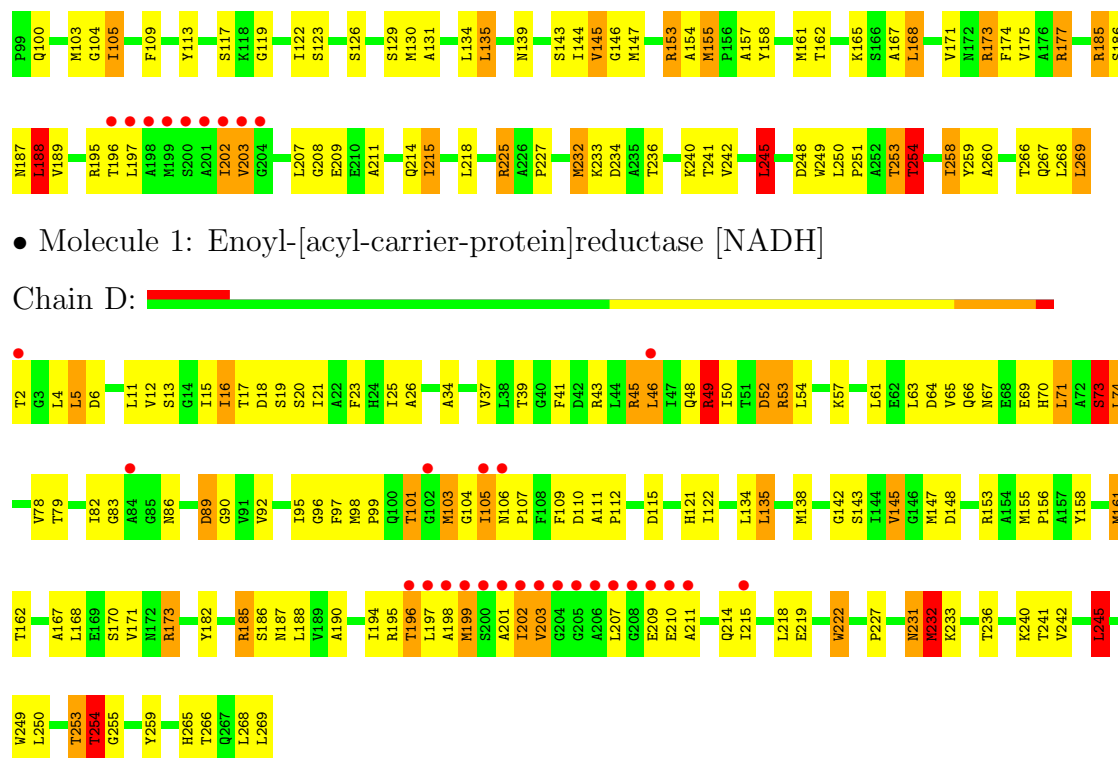 P99 Q100 M103 G104 I105 F109 Y113 S117 K118 G119 I122 S123 S126 S129 M130 A131 L134 L135 N139 S143 I144 V145 G146 M147 R153 A154 M155 P156 A157 Y158 M161 T162 K165 S166 A167 L168 V171 N172 R173 F174 V175 A176 R177 R185 S186
N187 L188 V189 R195 T196 L197 A198 M199 S200 A201 I202 V203 G204 L207 G208 E209 E210 A211 Q214 I215 L218 R225 A226 P227 M232 K233 D234 A235 T236 K240 T241 V242 L245 D248 W249 L250 P251 A252 T253 T254 I258 Y259 A260 T266 Q267 L268 L269
• Molecule 1: Enoyl-[acyl-carrier-protein]reductase [NADH]
Chain D:
T2 G3 L4 L5 D6 L11 V12 S13 G14 I15 I16 T17 D18 S19 S20 I21 A22 F23 H24 I25 A26 A34 V37 L38 T39 G40 F41 D42 R43 L44 R45 L46 I47 Q48 R49 I50 T51 D52 R53 L54 K57 L61 E62 L63 D64 V65 Q66 N67 E68 E69 H70 L71 A72 S73 L74
V78 T79 I82 G83 A84 G85 N86 D89 G90 V91 V92 I95 G96 F97 M98 P99 Q100 T101 G102 M103 G104 I105 N106 P107 F108 F109 D110 A111 P112 D115 H121 I122 L134 L135 M138 G142 S143 I144 V145 G146 M147 D148 R153 A154 M155 P156 A157 Y158 M161
T162 A167 L168 E169 S170 V171 N172 R173 Y182 R185 S186 N187 L188 V189 A190 I194 R195 T196 L197 A198 M199 S200 A201 I202 V203 G204 G205 A206 L207 G208 E209 E210 A211 Q214 I215 L218 E219 W222 P227 N231 M232 K233 T236 K240 T241 V242 L245
W249 L250 T253 T254 G255 Y259 H265 T266 Q267 L268 L269